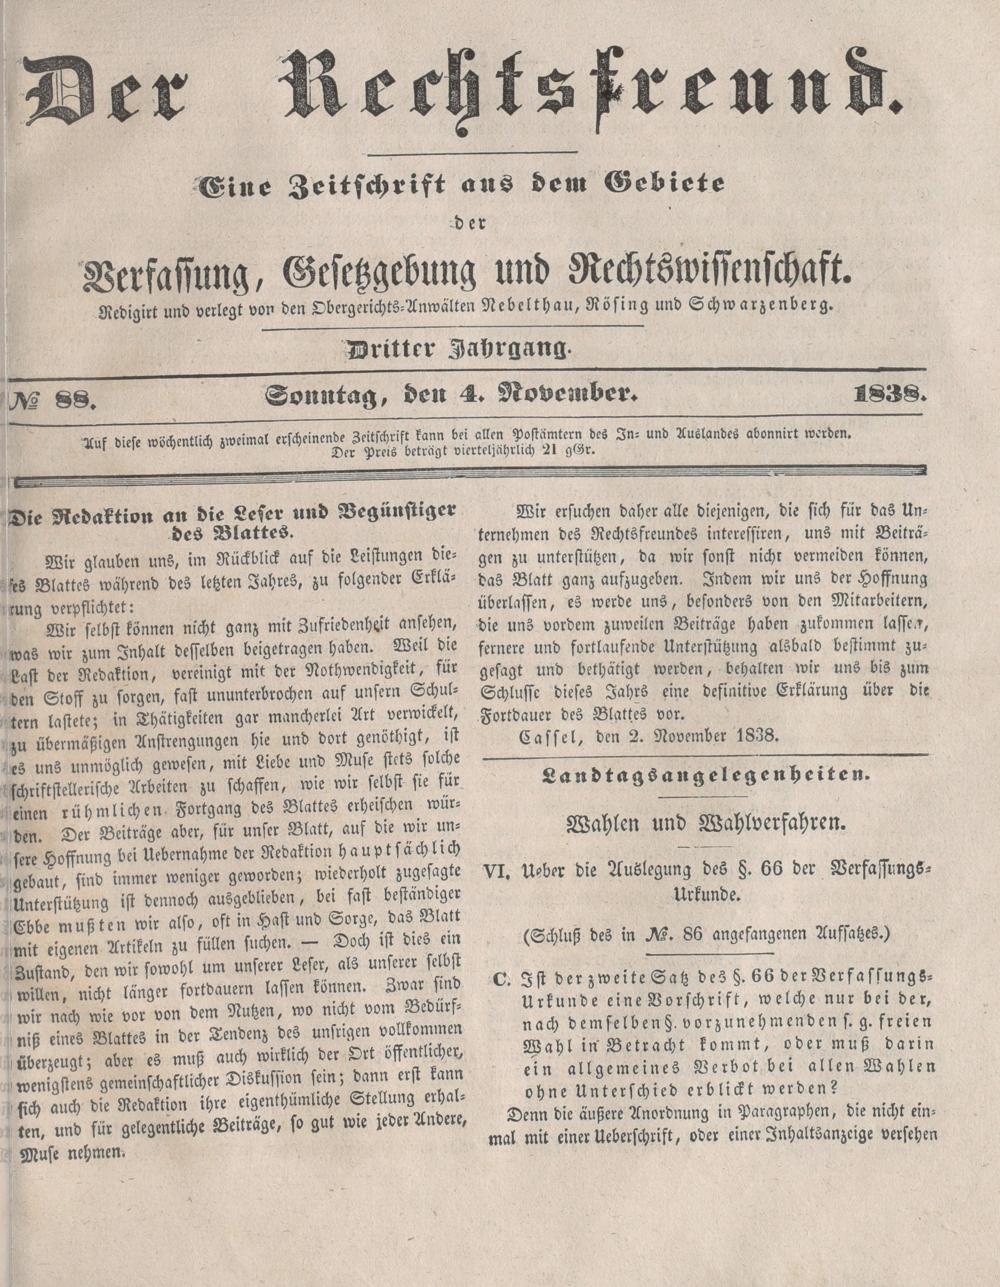 Der Rechtsfreund.
Eine Zeitschrift aus dem Gebiete
der
Verfassung, Gesetzgebung und Rechtswissenschaft.
Redigirt und verlegt von den Obergerichts-Anwälten Nebelthau, Rösing und Schwarzenberg.
Dritter Jahrgang.
№ 88. Sonntag, den 4. November. 1838.
Auf diese wöchentlich zweimal erscheinende Zeitschrift kann bei allen Postämtern des In- und Auslandes abonnirt werden.
Der Preis beträgt vierteljährlich 21 gGr.
Die Redaktion an die Leser und Begünstiger
des Blattes.
Wir glauben uns, im Rückblick auf die Leistungen die-
ses Blattes während des letzten Jahres, zu folgender Erklä-
rung verpflichtet:
Wir selbst können nicht ganz mit Zufriedenheit ansehen,
was wir zum Inhalt desselben beigetragen haben. Weil die
Last der Redaktion, vereinigt mit der Nothwendigkeit, für
den Stoff zu sorgen, fast ununterbrochen auf unsern Schul-
tern lastete; in Thätigkeiten gar mancherlei Art verwickelt,
zu übermäßigen Anstrengungen hie und dort genöthigt, ist
es uns unmöglich gewesen, mit Liebe und Muse stets solche
schriftstellerische Arbeiten zu schaffen, wie wir selbst sie für
einen rühmlichen Fortgang des Blattes erheischen wür-
den. Der Beiträge aber, für unser Blatt, auf die wir un-
sere Hoffnung bei Uebernahme der Redaktion hauptsächlich
gebaut, sind immer weniger geworden; wiederholt zugesagte
Unterstützung ist dennoch ausgeblieben, bei fast beständiger
Ebbe mußten wir also, oft in Hast und Sorge, das Blatt
mit eigenen Artikeln zu füllen suchen. — Doch ist dies ein
Zustand, den wir sowohl um unserer Leser, als unserer selbst
willen, nicht länger fortdauern lassen können. Zwar sind
wir nach wie vor von dem Nutzen, wo nicht vom Bedürf-
niß eines Blattes in der Tendenz des unsrigen vollkommen
überzeugt; aber es muß auch wirklich der Ort öffentlicher,
wenigstens gemeinschaftlicher Diskussion sein; dann erst kann
sich auch die Redaktion ihre eigenthümliche Stellung erhal-
ten, und für gelegentliche Beiträge, so gut wie jeder Andere,
Muse nehmen.
Wir ersuchen daher alle diejenigen, die sich für das Un-
ternehmen des Rechtsfreundes interessiren, uns mit Beiträ-
gen zu unterstützen, da wir sonst nicht vermeiden können,
das Blatt ganz aufzugeben. Indem wir uns der Hoffnung
überlassen, es werde uns, besonders von den Mitarbeitern,
die uns vordem zuweilen Beiträge haben zukommen lassen,
fernere und fortlaufende Unterstützung alsbald bestimmt zu-
gesagt und bethätigt werden, behalten wir uns bis zum
Schlusse dieses Jahrs eine definitive Erklärung über die
Fortdauer des Blattes vor.
Cassel, den 2. November 1838.
Landtagsangelegenheiten.
Wahlen und Wahlverfahren.
VI. Ueber die Auslegung des §. 66 der Verfassungs-
Urkunde.
(Schluß des in №. 86 angefangenen Aufsatzes.)
C. Ist der zweite Satz des §. 66 der Verfassungs-
Urkunde eine Vorschrift, welche nur bei der,
nach demselben §. vorzunehmenden s. g. freien
Wahl in Betracht kommt, oder muß darin
ein allgemeines Verbot bei allen Wahlen
ohne Unterschied erblickt werden?
Denn die äußere Anordnung in Paragraphen, die nicht ein-
mal mit einer Ueberschrift, oder einer Inhaltsanzeige versehen